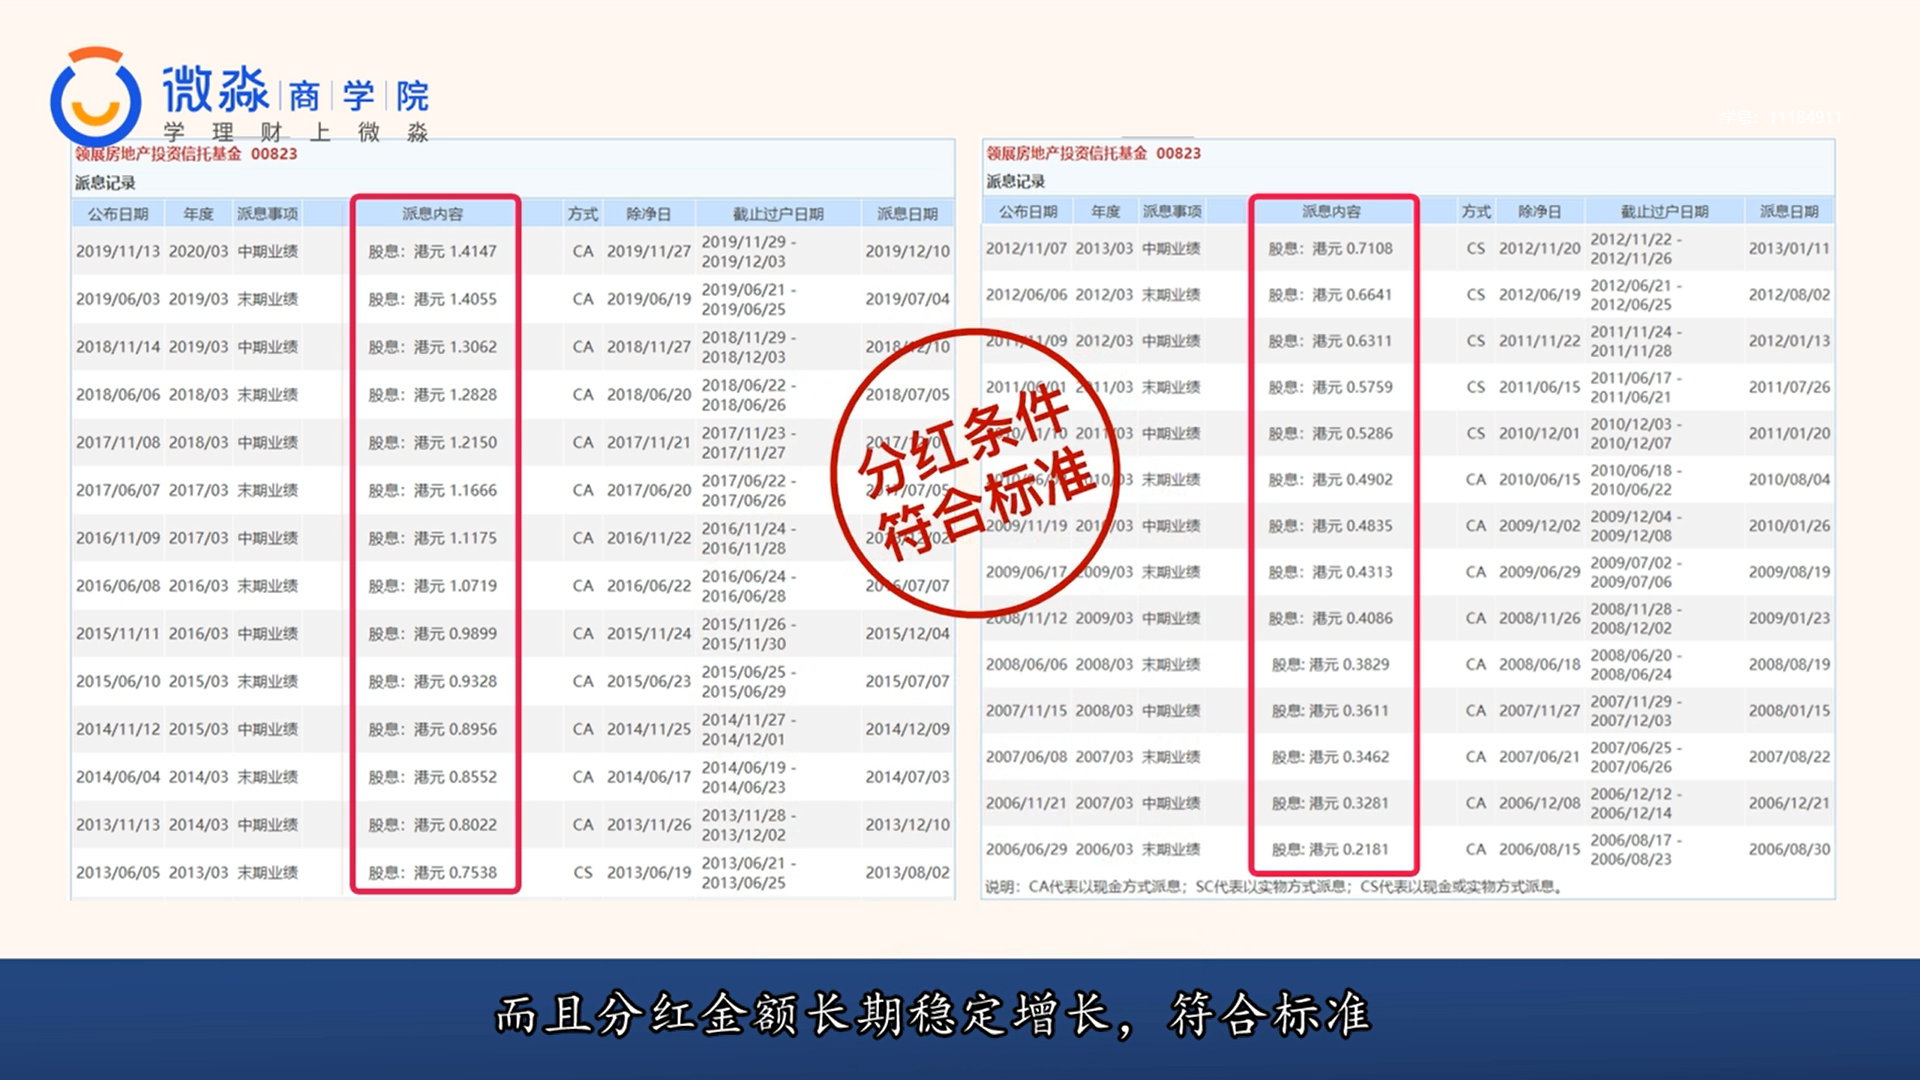 微淼 商 学 院
学 理 财 上 微 淼
学号：11184911
领展房地产投资信托基金 00823
派息记录
公布日期 年度 派息事项 派息内容 方式 除净日 截止过户日期 派息日期
2019/11/13 2020/03 中期业绩 股息：港元 1.4147 CA 2019/11/27 2019/11/29 - 2019/12/03 2019/12/10
2019/06/03 2019/03 末期业绩 股息：港元 1.4055 CA 2019/06/19 2019/06/21 - 2019/06/25 2019/07/04
2018/11/14 2019/03 中期业绩 股息：港元 1.3062 CA 2018/11/27 2018/11/29 - 2018/12/03 2018/12/10
2018/06/06 2018/03 末期业绩 股息：港元 1.2828 CA 2018/06/20 2018/06/22 - 2018/06/26 2018/07/05
2017/11/08 2018/03 中期业绩 股息：港元 1.2150 CA 2017/11/21 2017/11/23 - 2017/11/27
2017/06/07 2017/03 末期业绩 股息：港元 1.1666 CA 2017/06/20 2017/06/22 - 2017/06/26 2017/07/05
2016/11/09 2017/03 中期业绩 股息：港元 1.1175 CA 2016/11/22 2016/11/24 - 2016/11/28
2016/06/08 2016/03 末期业绩 股息：港元 1.0719 CA 2016/06/22 2016/06/24 - 2016/06/28 2016/07/07
2015/11/11 2016/03 中期业绩 股息：港元 0.9899 CA 2015/11/24 2015/11/26 - 2015/11/30 2015/12/04
2015/06/10 2015/03 末期业绩 股息：港元 0.9328 CA 2015/06/23 2015/06/25 - 2015/06/29 2015/07/07
2014/11/12 2015/03 中期业绩 股息：港元 0.8956 CA 2014/11/25 2014/11/27 - 2014/12/01 2014/12/09
2014/06/04 2014/03 末期业绩 股息：港元 0.8552 CA 2014/06/17 2014/06/19 - 2014/06/23 2014/07/03
2013/11/13 2014/03 中期业绩 股息：港元 0.8022 CA 2013/11/26 2013/11/28 - 2013/12/02 2013/12/10
2013/06/05 2013/03 末期业绩 股息：港元 0.7538 CS 2013/06/19 2013/06/21 - 2013/06/25 2013/08/02
领展房地产投资信托基金 00823
派息记录
公布日期 年度 派息事项 派息内容 方式 除净日 截止过户日期 派息日期
2012/11/07 2013/03 中期业绩 股息：港元 0.7108 CS 2012/11/20 2012/11/22 - 2012/11/26 2013/01/11
2012/06/06 2012/03 末期业绩 股息：港元 0.6641 CS 2012/06/19 2012/06/21 - 2012/06/25 2012/08/02
2011/11/09 2012/03 中期业绩 股息：港元 0.6311 CS 2011/11/22 2011/11/24 - 2011/11/28 2012/01/13
2011/06/01 2011/03 末期业绩 股息：港元 0.5759 CS 2011/06/15 2011/06/17 - 2011/06/21 2011/07/26
2010/11/10 2011/03 中期业绩 股息：港元 0.5286 CS 2010/12/01 2010/12/03 - 2010/12/07 2011/01/20
末期业绩 股息：港元 0.4902 CA 2010/06/15 2010/06/18 - 2010/06/22 2010/08/04
2009/11/19 2010/03 中期业绩 股息：港元 0.4835 CA 2009/12/02 2009/12/04 - 2009/12/08 2010/01/26
2009/06/17 2009/03 末期业绩 股息：港元 0.4313 CA 2009/06/29 2009/07/02 - 2009/07/06 2009/08/19
2008/11/12 2009/03 中期业绩 股息：港元 0.4086 CA 2008/11/26 2008/11/28 - 2008/12/02 2009/01/23
2008/06/06 2008/03 末期业绩 股息: 港元 0.3829 CA 2008/06/18 2008/06/20 - 2008/06/24 2008/08/19
2007/11/15 2008/03 中期业绩 股息: 港元 0.3611 CA 2007/11/27 2007/11/29 - 2007/12/03 2008/01/15
2007/06/08 2007/03 末期业绩 股息: 港元 0.3462 CA 2007/06/21 2007/06/25 - 2007/06/26 2007/08/22
2006/11/21 2007/03 中期业绩 股息: 港元 0.3281 CA 2006/12/08 2006/12/12 - 2006/12/14 2006/12/21
2006/06/29 2006/03 末期业绩 股息: 港元 0.2181 CA 2006/08/15 2006/08/17 - 2006/08/23 2006/08/30
说明：CA代表以现金方式派息；SC代表以实物方式派息；CS代表以现金或实物方式派息。
分红条件
符合标准
而且分红金额长期稳定增长，符合标准